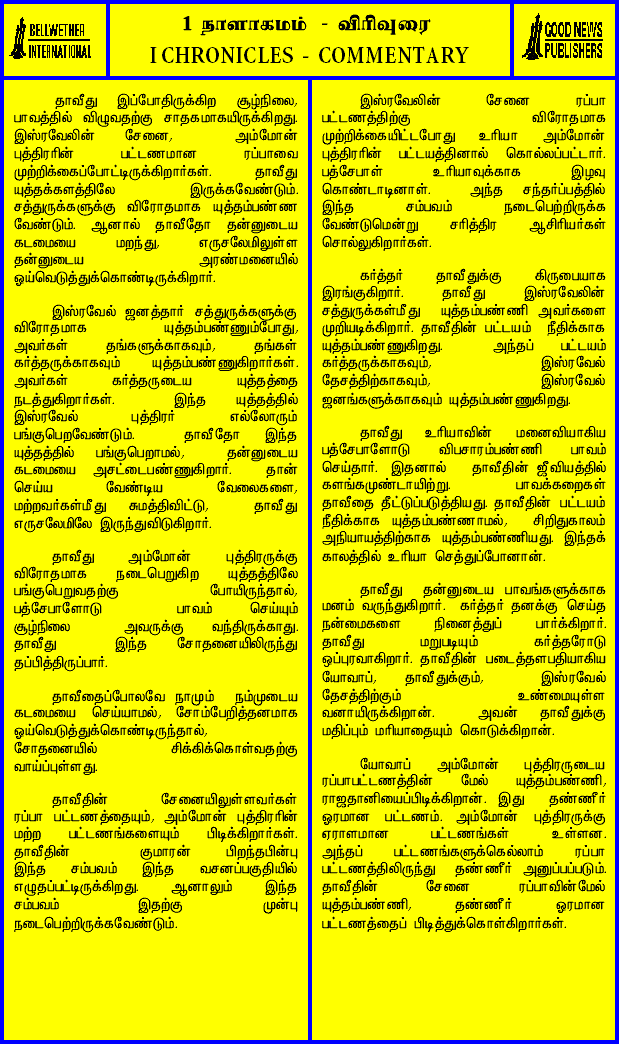 BELLWETHER
INTERNATIONAL
1 நாளாகமம் - விரிவுரை
I CHRONICLES - COMMENTARY
GOOD NEWS
PUBLISHERS
தாவீது இப்போதிருக்கிற சூழ்நிலை,
பாவத்தில் விழுவதற்கு சாதகமாகயிருக்கிறது.
இஸ்ரவேலின் சேனை, அம்மோன்
புத்திரரின் பட்டணமான ரப்பாவை
முற்றிக்கைப்போட்டிருக்கிறார்கள். தாவீது
யுத்தக்களத்திலே இருக்கவேண்டும்.
சத்துருக்களுக்கு விரோதமாக யுத்தம்பண்ண
வேண்டும். ஆனால் தாவீதோ தன்னுடைய
கடமையை மறந்து, எருசலேமிலுள்ள
தன்னுடைய அரண்மனையில்
ஓய்வெடுத்துக்கொண்டிருக்கிறார்.
இஸ்ரவேல் ஜனத்தார் சத்துருக்களுக்கு
விரோதமாக யுத்தம்பண்ணும்போது,
அவர்கள் தங்களுக்காகவும், தங்கள்
கர்த்தருக்காகவும் யுத்தம்பண்ணுகிறார்கள்.
அவர்கள் கர்த்தருடைய யுத்தத்தை
நடத்துகிறார்கள். இந்த யுத்தத்தில்
இஸ்ரவேல் புத்திரர் எல்லோரும்
பங்குபெறவேண்டும். தாவீதோ இந்த
யுத்தத்தில் பங்குபெறாமல், தன்னுடைய
கடமையை அசட்டைபண்ணுகிறார். தான்
செய்ய வேண்டிய வேலைகளை,
மற்றவர்கள்மீது சுமத்திவிட்டு, தாவீது
எருசலேமிலே இருந்துவிடுகிறார்.
தாவீது அம்மோன் புத்திரருக்கு
விரோதமாக நடைபெறுகிற யுத்தத்திலே
பங்குபெறுவதற்கு போயிருந்தால்,
பத்சேபாளோடு பாவம் செய்யும்
சூழ்நிலை அவருக்கு வந்திருக்காது.
தாவீது இந்த சோதனையிலிருந்து
தப்பித்திருப்பார்.
தாவீதைப்போலவே நாமும் நம்முடைய
கடமையை செய்யாமல், சோம்பேறித்தனமாக
ஓய்வெடுத்துக்கொண்டிருந்தால்,
சோதனையில் சிக்கிக்கொள்வதற்கு
வாய்ப்புள்ளது.
தாவீதின் சேனையிலுள்ளவர்கள்
ரப்பா பட்டணத்தையும், அம்மோன் புத்திரரின்
மற்ற பட்டணங்களையும் பிடிக்கிறார்கள்.
தாவீதின் குமாரன் பிறந்தபின்பு
இந்த சம்பவம் இந்த வசனப்பகுதியில்
எழுதப்பட்டிருக்கிறது. ஆனாலும் இந்த
சம்பவம் இதற்கு முன்பு
நடைபெற்றிருக்கவேண்டும்.
இஸ்ரவேலின் சேனை ரப்பா
பட்டணத்திற்கு விரோதமாக
முற்றிக்கையிட்டபோது உரியா அம்மோன்
புத்திரரின் பட்டயத்தினால் கொல்லப்பட்டார்.
பத்சேபாள் உரியாவுக்காக இழவு
கொண்டாடினாள். அந்த சந்தர்ப்பத்தில்
இந்த சம்பவம் நடைபெற்றிருக்க
வேண்டுமென்று சரித்திர ஆசிரியர்கள்
சொல்லுகிறார்கள்.
கர்த்தர் தாவீதுக்கு கிருபையாக
இரங்குகிறார். தாவீது இஸ்ரவேலின்
சத்துருக்கள்மீது யுத்தம்பண்ணி அவர்களை
முறியடிக்கிறார். தாவீதின் பட்டயம் நீதிக்காக
யுத்தம்பண்ணுகிறது. அந்தப் பட்டயம்
கர்த்தருக்காகவும், இஸ்ரவேல்
தேசத்திற்காகவும், இஸ்ரவேல்
ஜனங்களுக்காகவும் யுத்தம்பண்ணுகிறது.
தாவீது உரியாவின் மனைவியாகிய
பத்சேபாளோடு விபசாரம்பண்ணி பாவம்
செய்தார். இதனால் தாவீதின் ஜீவியத்தில்
களங்கமுண்டாயிற்று. பாவக்கறைகள்
தாவீதை தீட்டுப்படுத்தியது. தாவீதின் பட்டயம்
நீதிக்காக யுத்தம்பண்ணாமல், சிறிதுகாலம்
அநியாயத்திற்காக யுத்தம்பண்ணியது. இந்தக்
காலத்தில் உரியா செத்துப்போனான்.
தாவீது தன்னுடைய பாவங்களுக்காக
மனம் வருந்துகிறார். கர்த்தர் தனக்கு செய்த
நன்மைகளை நினைத்துப் பார்க்கிறார்.
தாவீது மறுபடியும் கர்த்தரோடு
ஒப்புரவாகிறார். தாவீதின் படைத்தளபதியாகிய
யோவாப், தாவீதுக்கும், இஸ்ரவேல்
தேசத்திற்கும் உண்மையுள்ள
வனாயிருக்கிறான். அவன் தாவீதுக்கு
மதிப்பும் மரியாதையும் கொடுக்கிறான்.
யோவாப் அம்மோன் புத்திரருடைய
ரப்பாபட்டணத்தின் மேல் யுத்தம்பண்ணி,
ராஜதானியைப்பிடிக்கிறான். இது தண்ணீர்
ஓரமான பட்டணம். அம்மோன் புத்திரருக்கு
ஏராளமான பட்டணங்கள் உள்ளன.
அந்தப் பட்டணங்களுக்கெல்லாம் ரப்பா
பட்டணத்திலிருந்து தண்ணீர் அனுப்பப்படும்.
தாவீதின் சேனை ரப்பாவின்மேல்
யுத்தம்பண்ணி, தண்ணீர் ஓரமான
பட்டணத்தைப் பிடித்துக்கொள்கிறார்கள்.